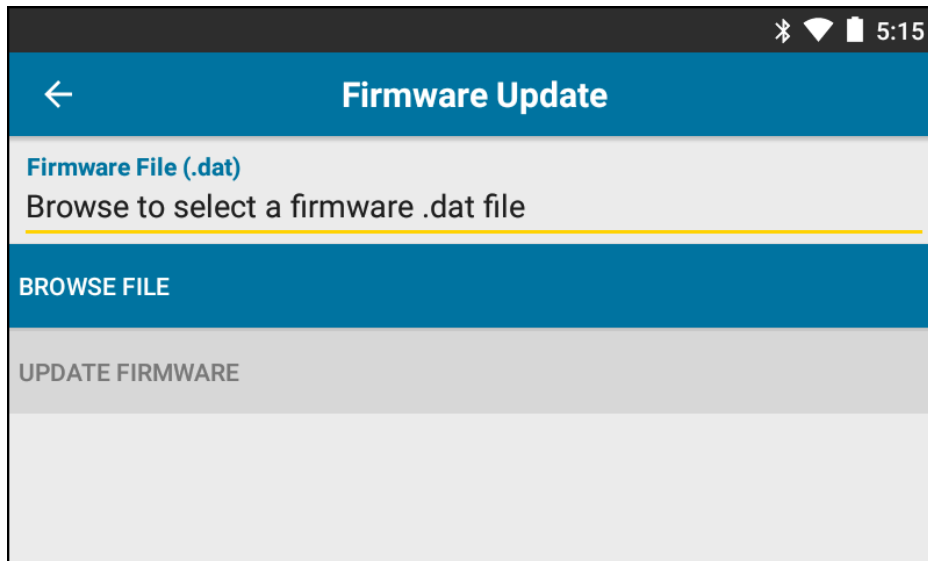 5:15
Firmware Update
Firmware File (.dat)
Browse to select a firmware .dat file
BROWSE FILE
UPDATE FIRMWARE